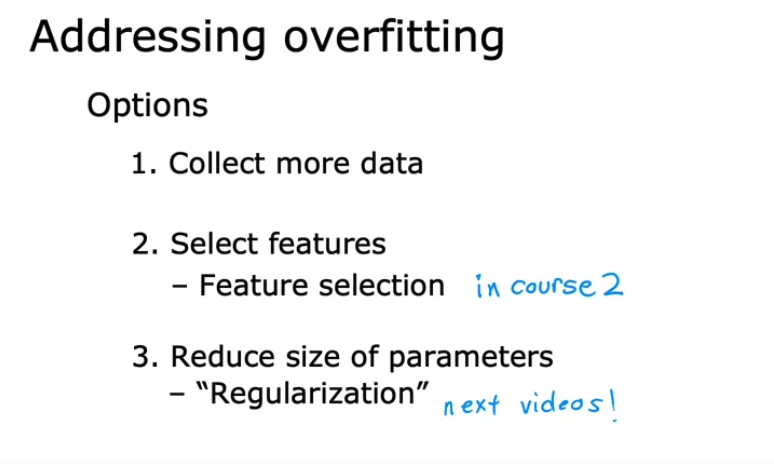 Addressing overfitting
Options
1. Collect more data
2. Select features
– Feature selection in course 2
3. Reduce size of parameters
– “Regularization” next videos!